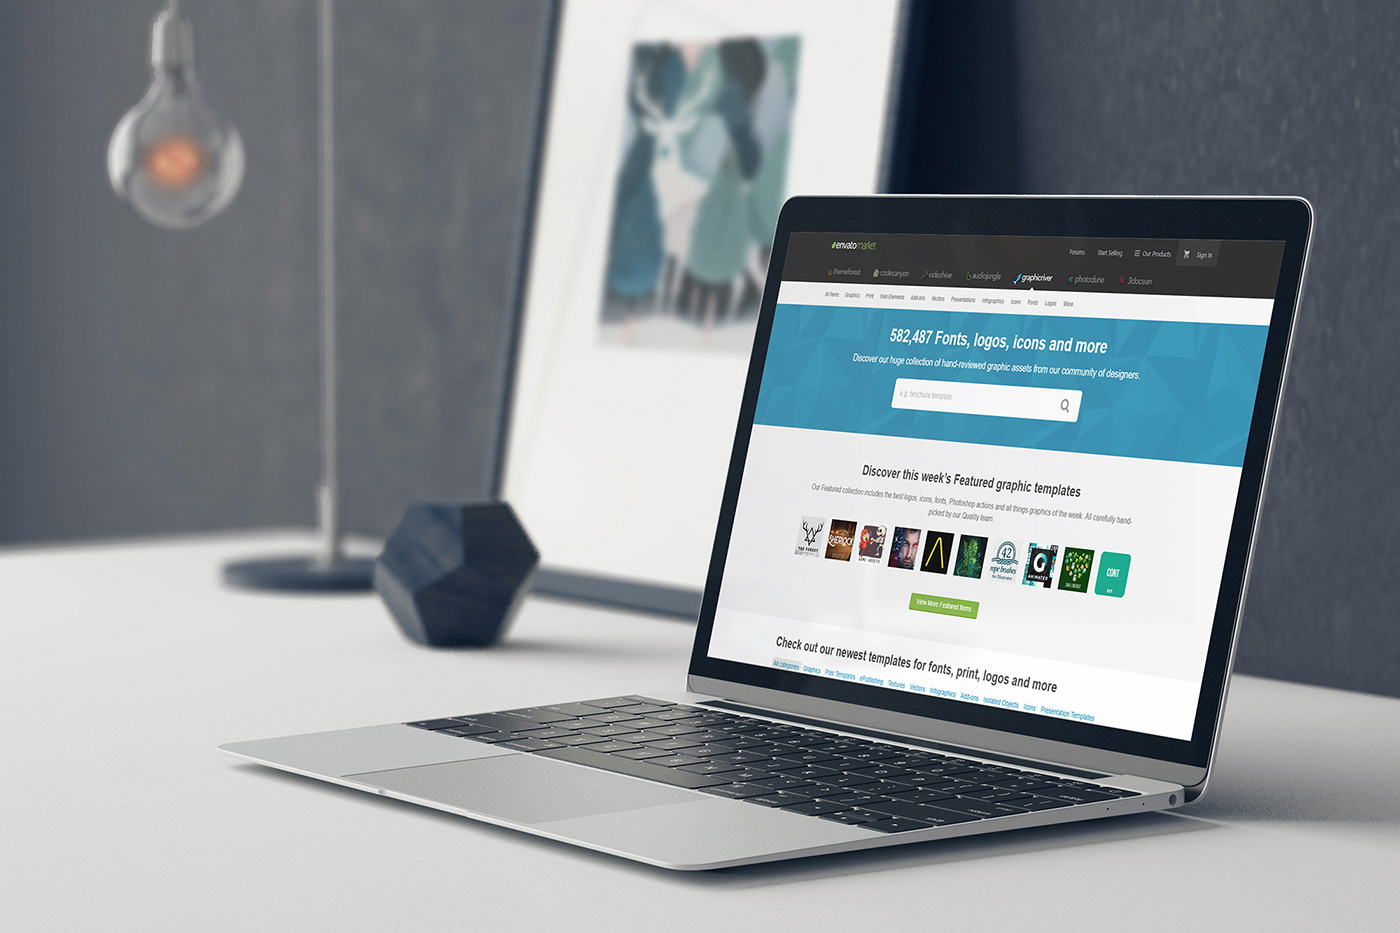 envato market
Forums Start Selling Our Products Sign In
themeforest codecanyon videohive audiojungle graphicriver photodune 3docean
All Items Graphics Print Web Elements Add-ons Vectors Presentations Infographics Icons Fonts Logos More
582,487 Fonts, logos, icons and more
Discover our huge collection of hand-reviewed graphic assets from our community of designers.
e.g. brochure template
Discover this week's Featured graphic templates
Our Featured collection includes the best logos, icons, fonts, Photoshop actions and all things graphics of the week. All carefully hand-
picked by our Quality team
THE FOREST
SHERLOCK
GAME ASSETS
42
rope brushes
for Illustrator
ANIMATED
CONT
KEY
View More Featured Items
Check out our newest templates for fonts, print, logos and more
All categories Graphics Print Templates ePublishing Textures Vectors Infographics Add-ons Isolated Objects Icons Presentation Templates